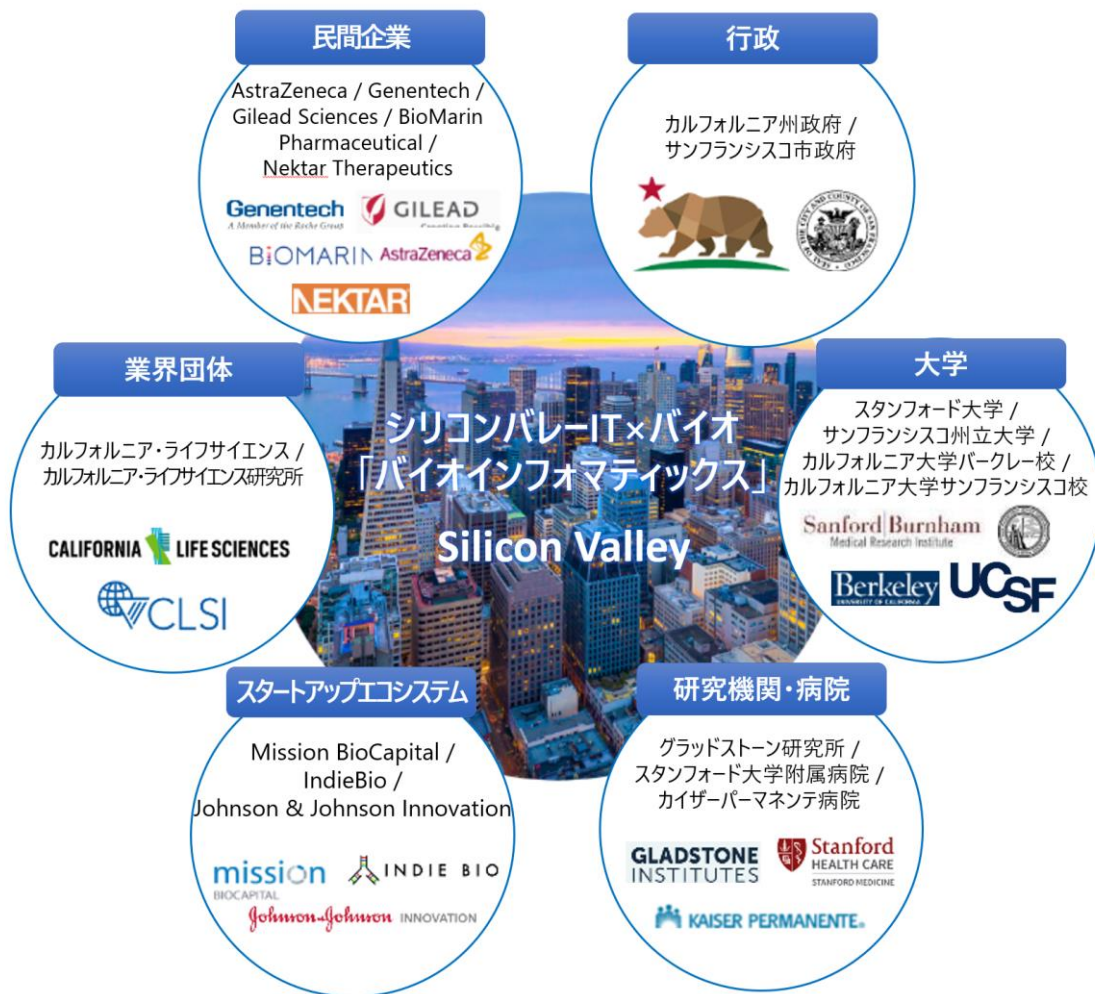 民間企業
AstraZeneca / Genentech /
Gilead Sciences / BioMarin
Pharmaceutical /
Nektar Therapeutics
Genentech
A Member of the Roche Group
GILEAD
BIOMARIN
AstraZeneca
NEKTAR
行政
カルフォルニア州政府 /
サンフランシスコ市政府
SEAL OF THE CITY AND COUNTY OF SAN FRANCISCO
業界団体
カルフォルニア・ライフサイエンス /
カルフォルニア・ライフサイエンス研究所
CALIFORNIA LIFE SCIENCES
CLSI
シリコンバレーIT×バイオ
「バイオインフォマティックス」
Silicon Valley
大学
スタンフォード大学 /
サンフランシスコ州立大学 /
カルフォルニア大学バークレー校 /
カルフォルニア大学サンフランシスコ校
Sanford Burnham
Medical Research Institute
Berkeley
UNIVERSITY OF CALIFORNIA
UCSF
スタートアップエコシステム
Mission BioCapital /
IndieBio /
Johnson & Johnson Innovation
mission
BIOCAPITAL
INDIE BIO
Johnson & Johnson INNOVATION
研究機関・病院
グラッドストーン研究所 /
スタンフォード大学附属病院 /
カイザーパーマネンテ病院
GLADSTONE
INSTITUTES
Stanford
HEALTH CARE
STANFORD MEDICINE
KAISER PERMANENTE®